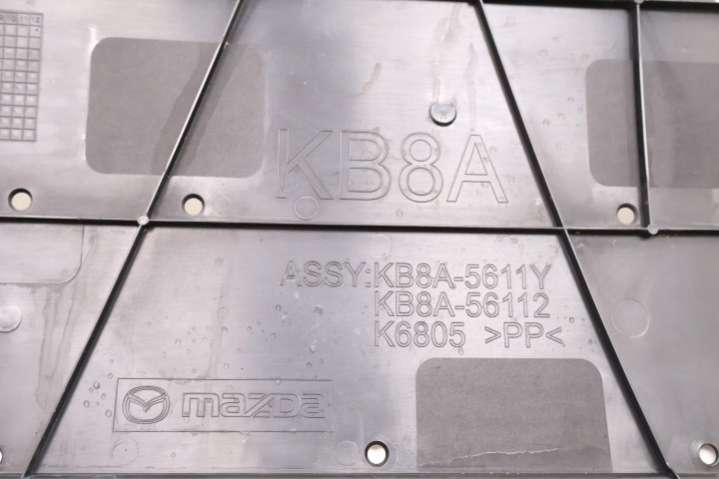 KB8A
ASSY:KB8A-5611Y
KB8A-56112
K6805 >PP<
mazda